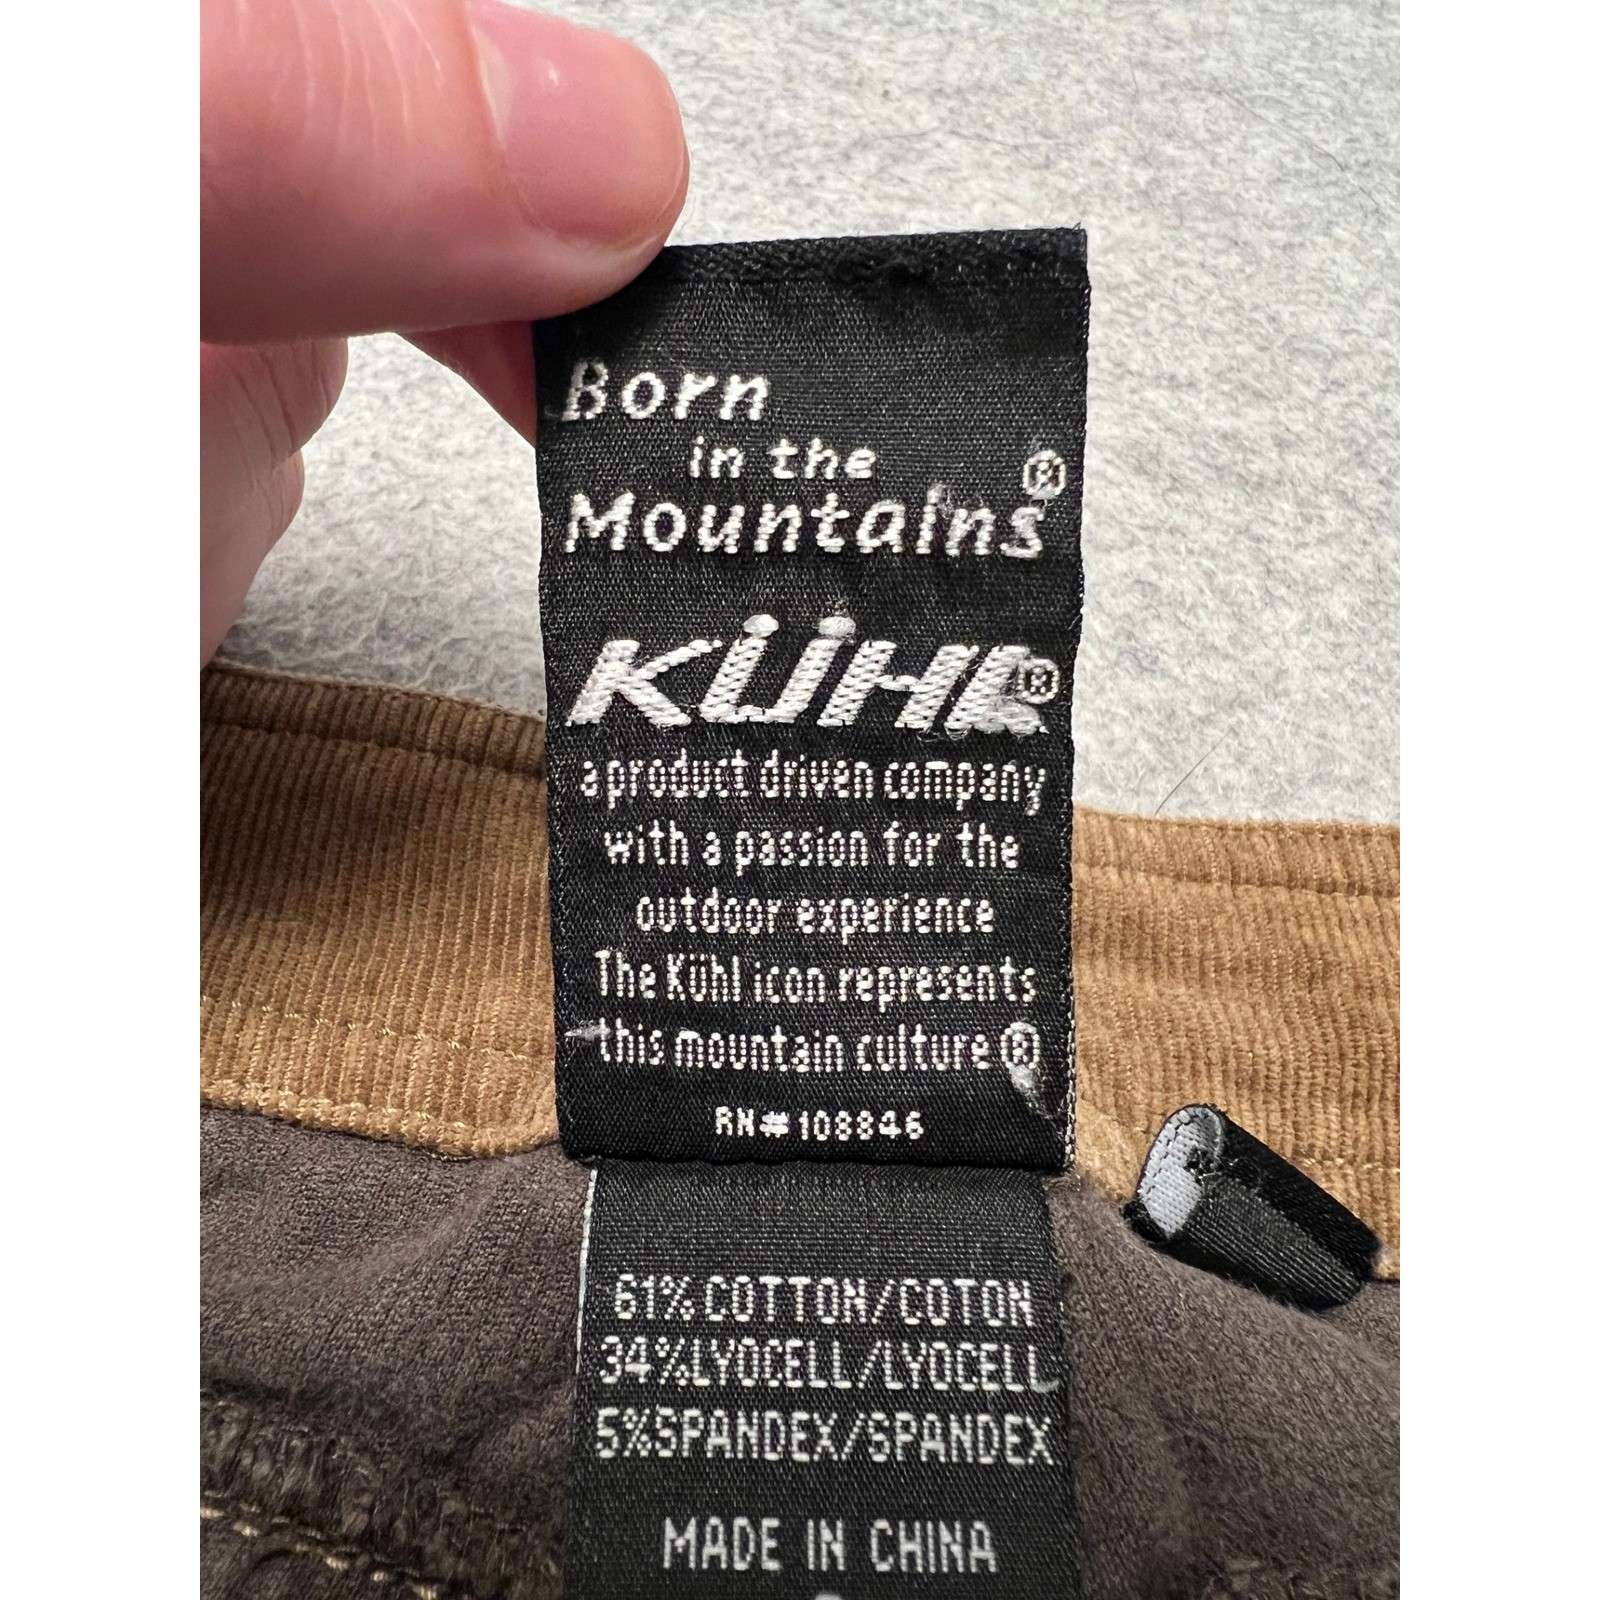 Born
in the
Mountains®
KÜHL®
a product driven company
with a passion for the
outdoor experience
The Kühl icon represents
this mountain culture®
RN# 108846
61% COTTON/COTON
34%LYOCELL/LYOCELL
5%SPANDEX/SPANDEX
MADE IN CHINA